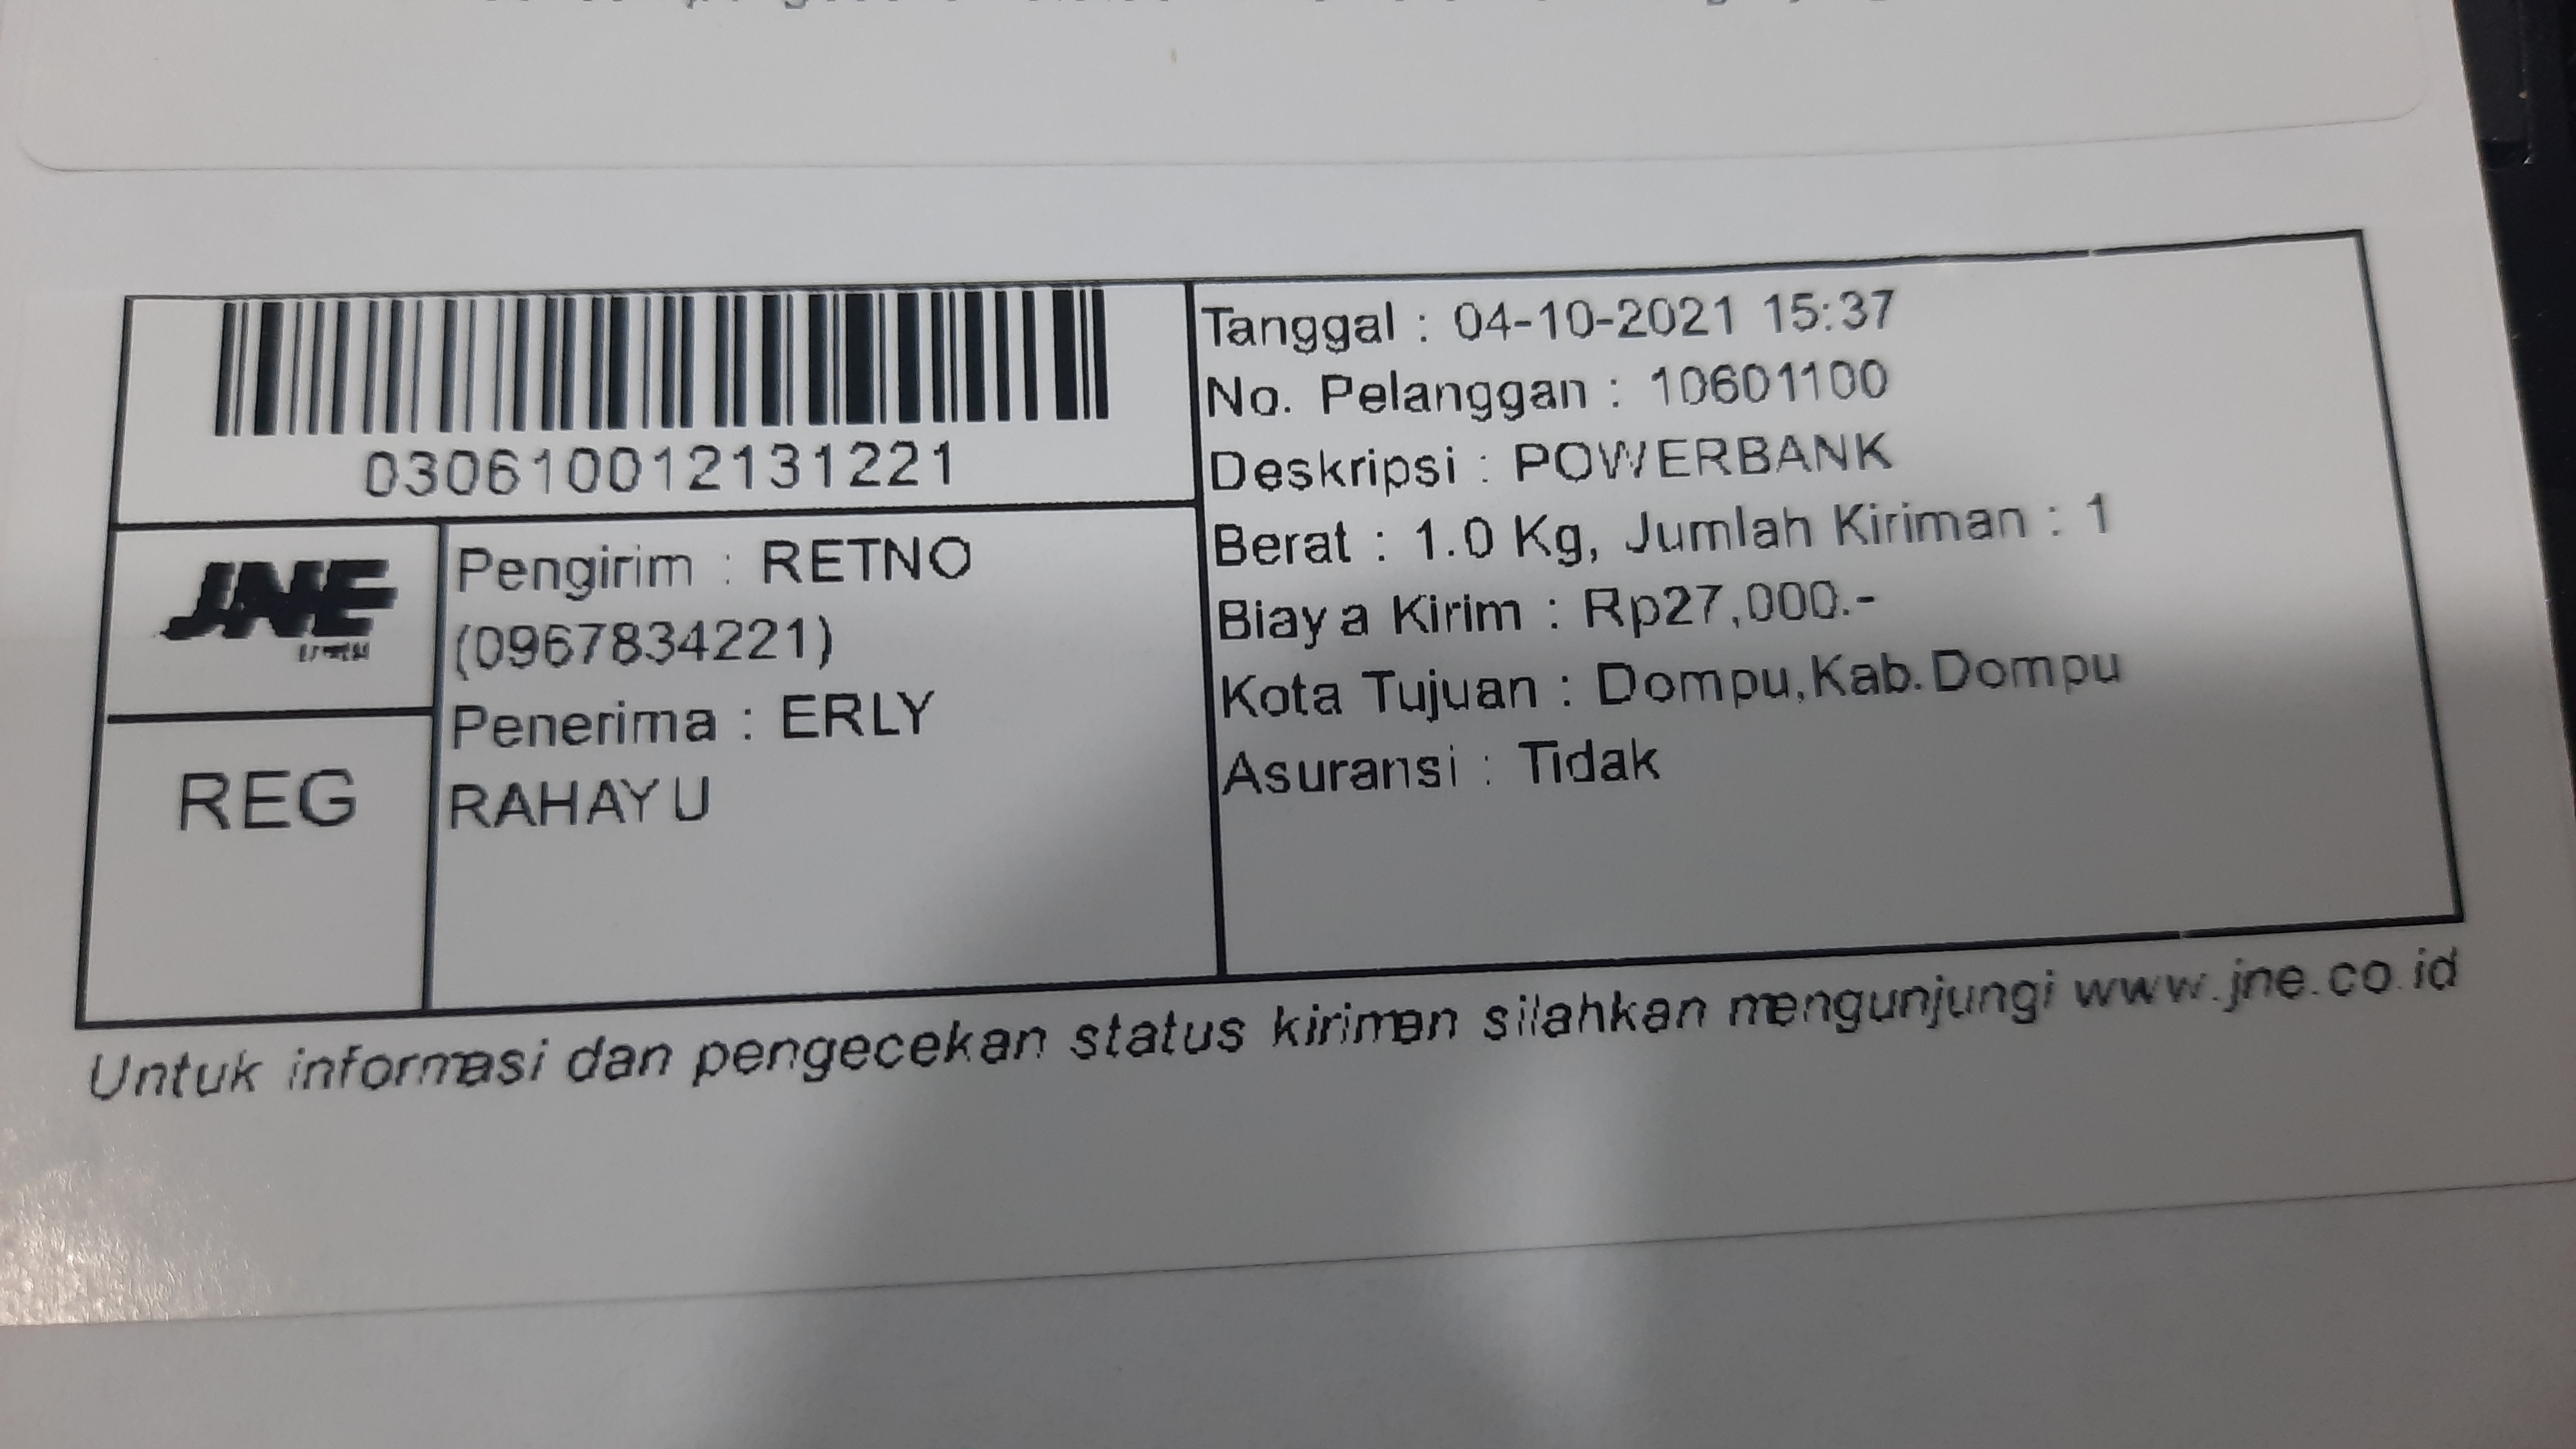 030610012131221
JNE
REG
Pengirim : RETNO
(0967834221)
Penerima : ERLY
RAHAYU
Tanggal : 04-10-2021 15:37
No. Pelanggan : 10601100
Deskripsi : POWERBANK
Berat : 1.0 Kg, Jumlah Kiriman : 1
Biaya Kirim : Rp27,000.-
Kota Tujuan : Dompu,Kab.Dompu
Asuransi : Tidak
Untuk informasi dan pengecekan status kiriman silahkan mengunjungi www.jne.co.id